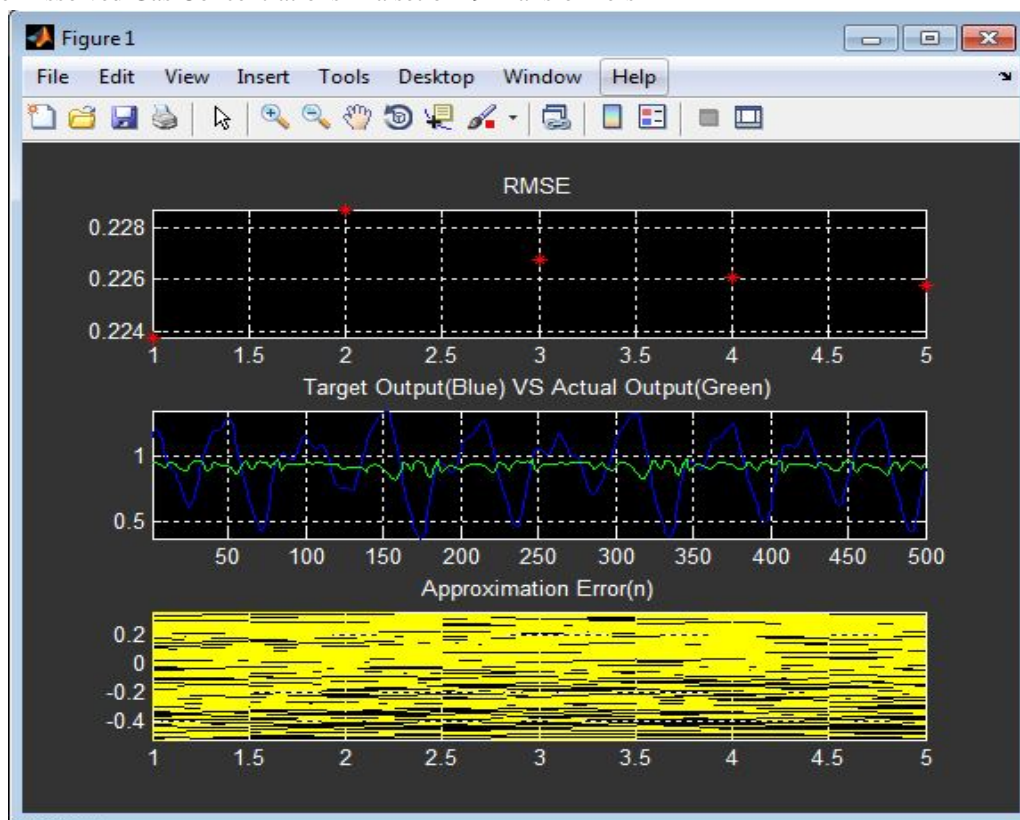 Figure 1
File Edit View Insert Tools Desktop Window Help
RMSE
0.228
0.226
0.224
1 1.5 2 2.5 3 3.5 4 4.5 5
Target Output(Blue) VS Actual Output(Green)
1
0.5
50 100 150 200 250 300 350 400 450 500
Approximation Error(n)
0.2
0
-0.2
-0.4
1 1.5 2 2.5 3 3.5 4 4.5 5